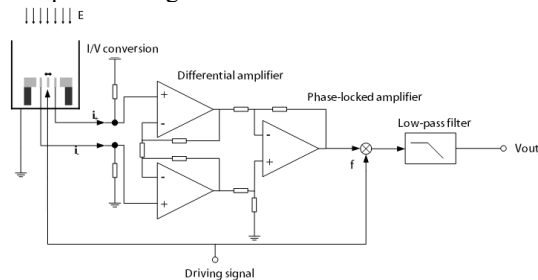 E
I/V conversion
Differential amplifier
Phase-locked amplifier
Low-pass filter
+
-
i
-
+
Vout
f
i
-
+
-
+
Driving signal